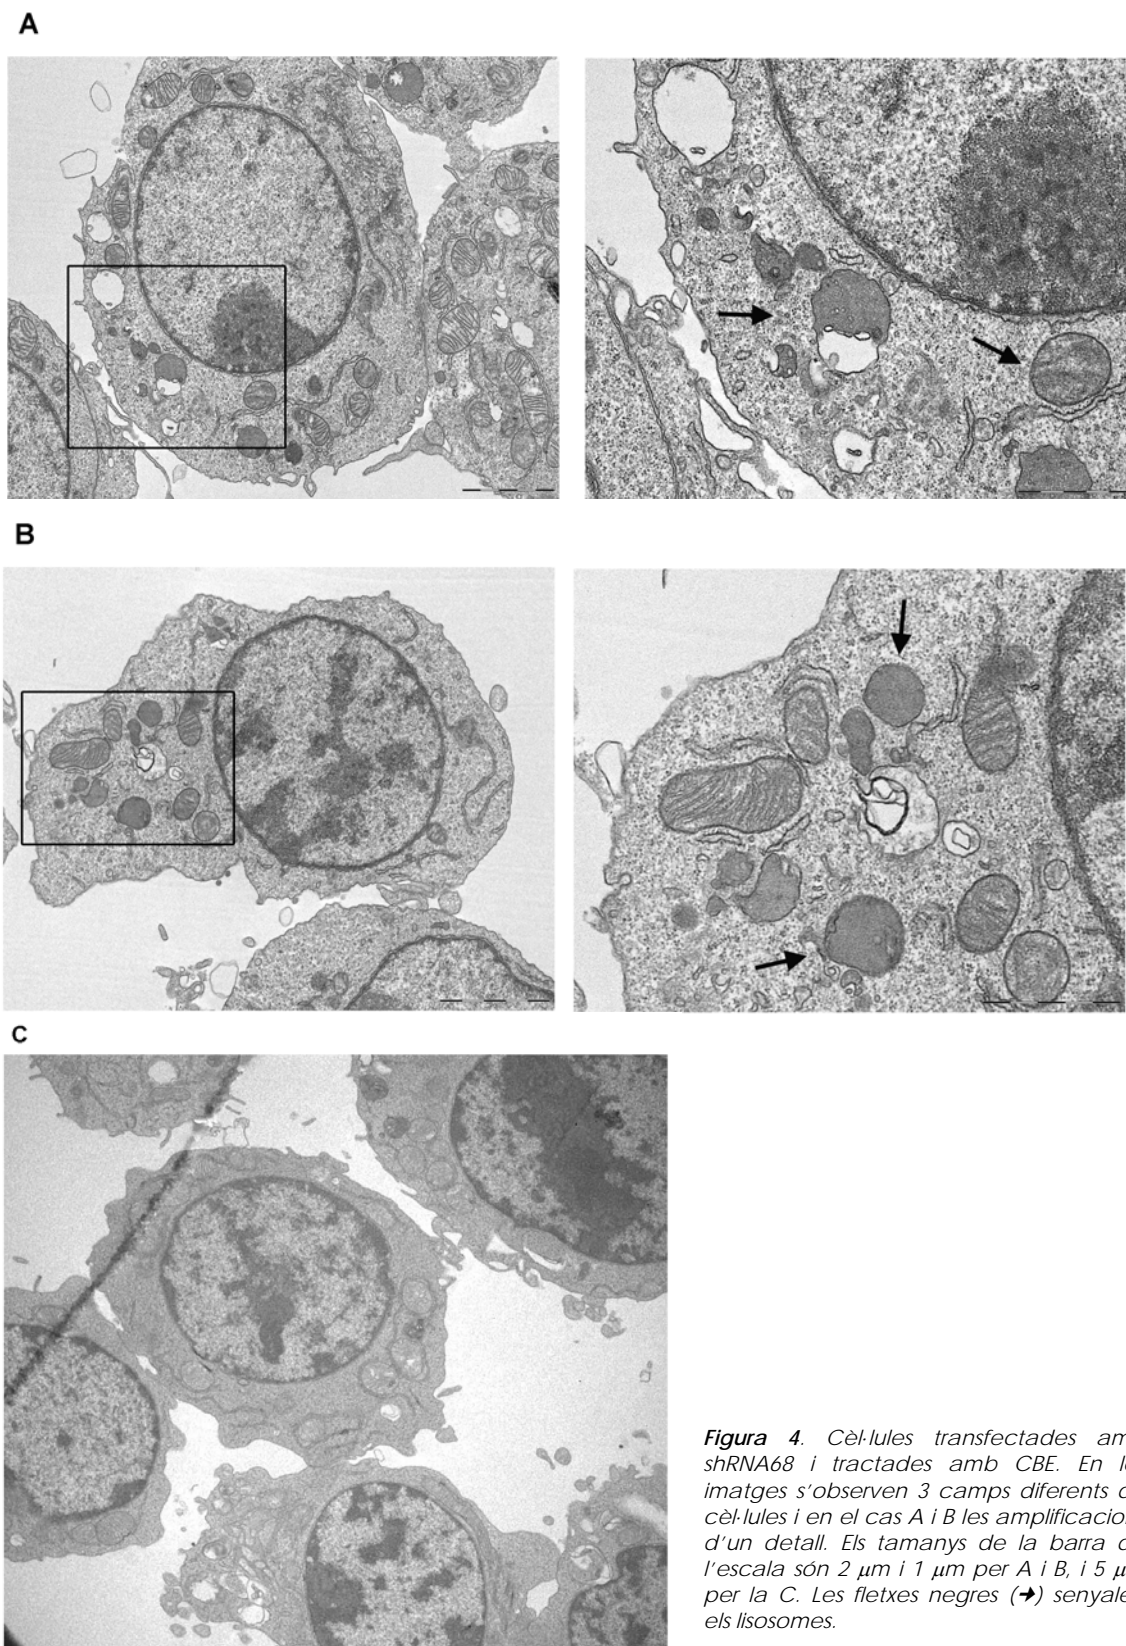 A
B
C
Figura 4. Cèl·lules transfectades am
shRNA68 i tractades amb CBE. En l
imatges s'observen 3 camps diferents d
cèl·lules i en el cas A i B les amplificacion
d'un detall. Els tamanys de la barra d
l'escala són 2 μm i 1 μm per A i B, i 5 μ
per la C. Les fletxes negres (➔) senyale
els lisosomes.